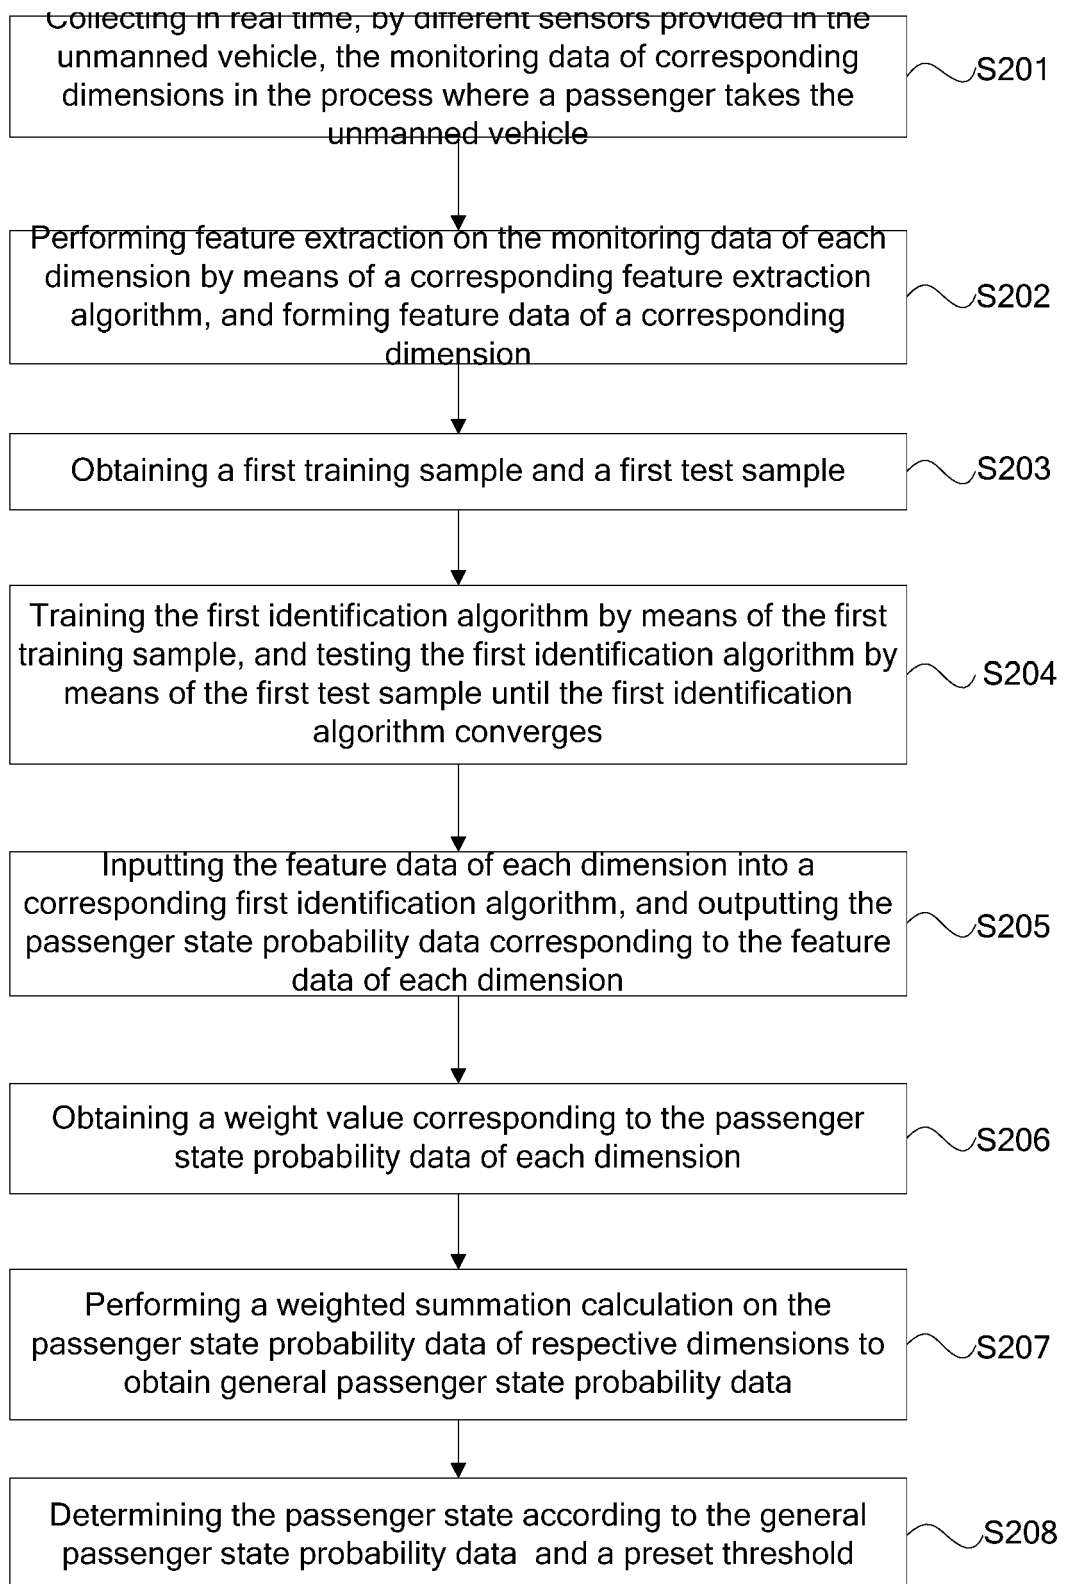 Collecting in real time, by different sensors provided in the
unmanned vehicle, the monitoring data of corresponding
dimensions in the process where a passenger takes the
unmanned vehicle
S201
Performing feature extraction on the monitoring data of each
dimension by means of a corresponding feature extraction
algorithm, and forming feature data of a corresponding
dimension
S202
Obtaining a first training sample and a first test sample
S203
Training the first identification algorithm by means of the first
training sample, and testing the first identification algorithm by
means of the first test sample until the first identification
algorithm converges
S204
Inputting the feature data of each dimension into a
corresponding first identification algorithm, and outputting the
passenger state probability data corresponding to the feature
data of each dimension
S205
Obtaining a weight value corresponding to the passenger
state probability data of each dimension
S206
Performing a weighted summation calculation on the
passenger state probability data of respective dimensions to
obtain general passenger state probability data
S207
Determining the passenger state according to the general
passenger state probability data and a preset threshold
S208